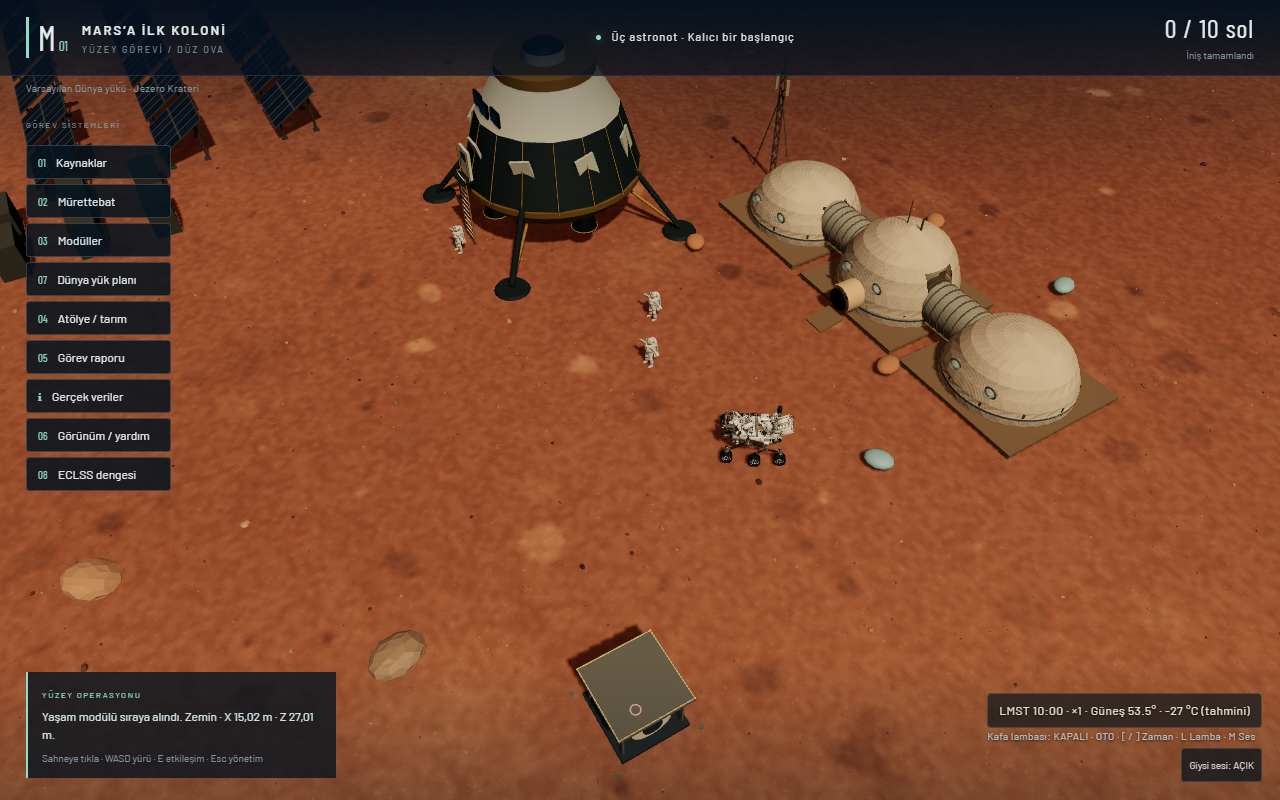 M 01
MARS'A İLK KOLONİ
YÜZEY GÖREVİ / DÜZ OVA
Üç astronot · Kalıcı bir başlangıç
0 / 10 sol
İniş tamamlandı
Varsayılan Dünya yükü · Jezero Krateri
GÖREV SİSTEMLERİ
01 Kaynaklar
02 Mürettebat
03 Modüller
07 Dünya yük planı
04 Atölye / tarım
05 Görev raporu
i Gerçek veriler
06 Görünüm / yardım
08 ECLSS dengesi
YÜZEY OPERASYONU
Yaşam modülü sıraya alındı. Zemin · X 15,02 m · Z 27,01
m.
Sahneye tıkla · WASD yürü · E etkileşim · Esc yönetim
LMST 10:00 · ×1 · Güneş 53.5° · -27 °C (tahmini)
Kafa lambası: KAPALI · OTO · [ / ] Zaman · L Lamba · M Ses
Giysi sesi: AÇIK